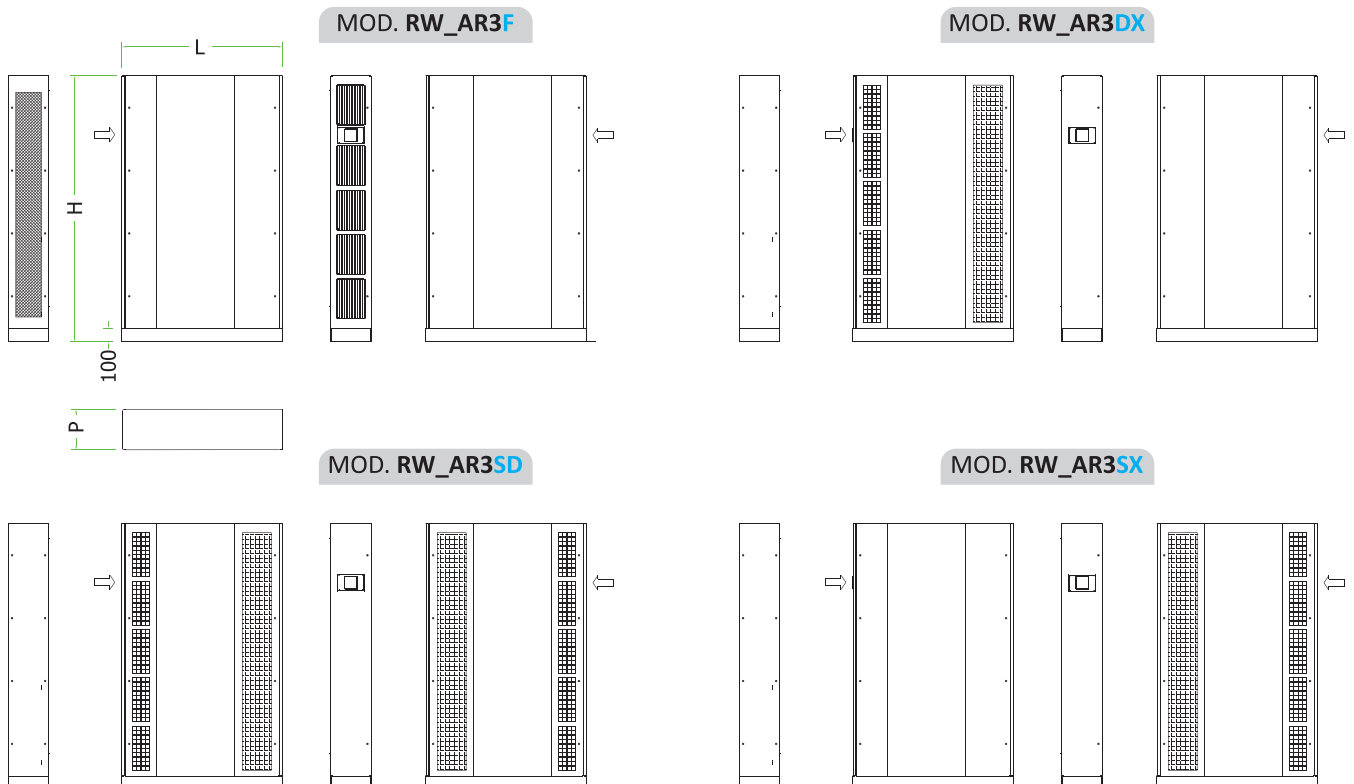 MOD. RW_AR3F
MOD. RW_AR3DX
L
H
100
P
MOD. RW_AR3SD
MOD. RW_AR3SX